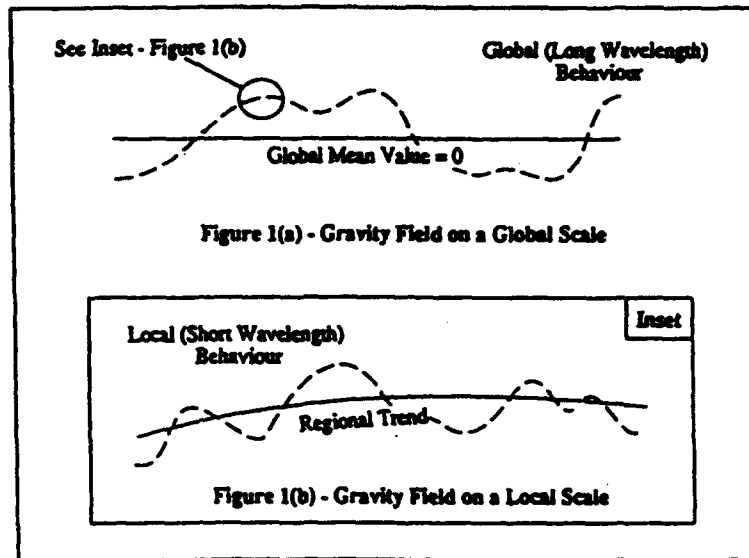 See Inset - Figure 1(b)
Global (Long Wavelength)
Behaviour
Global Mean Value = 0
Figure 1(a) - Gravity Field on a Global Scale
Inset
Local (Short Wavelength)
Behaviour
Regional Trend
Figure 1(b) - Gravity Field on a Local Scale